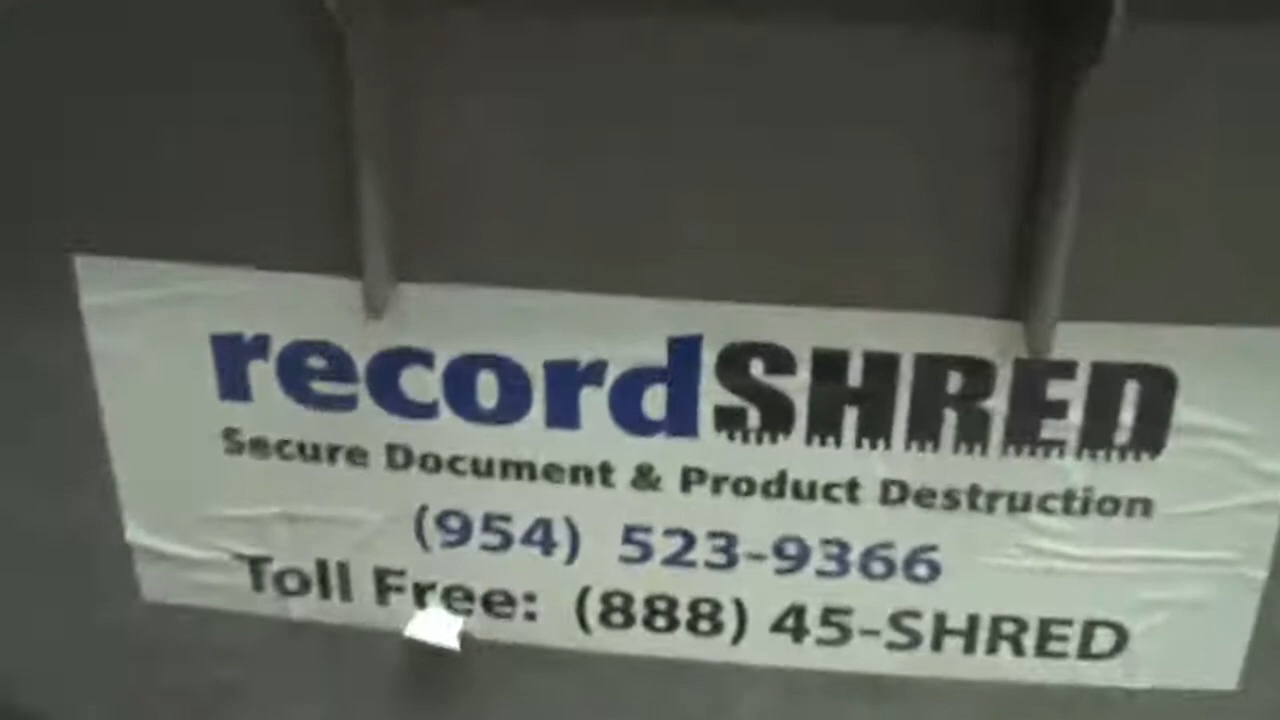 recordSHRED
Secure Document & Product Destruction
(954) 523-9366
Toll Free: (888) 45-SHRED